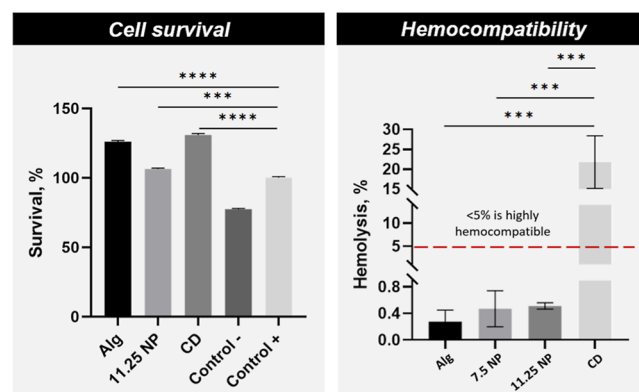 Cell survival
Survival, %
****
***
****
150
100
50
0
Alg
11.25 NP
CD
Control -
Control +
Hemocompatibility
Hemolysis, %
***
***
***
30
25
20
15
10
5
0.8
0.4
0.0
<5% is highly
hemocompatible
Alg
7.5 NP
11.25 NP
CD